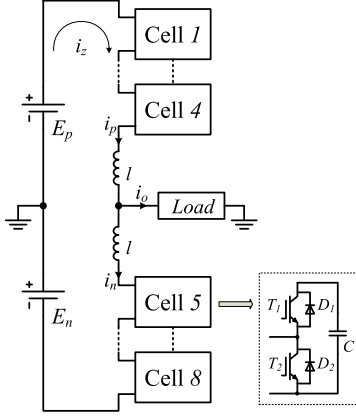 Cell 1
i_z
Cell 4
+
E_p
-
i_p
l
i_o
Load
l
+
E_n
-
i_n
Cell 5
T_1
D_1
C
T_2
D_2
Cell 8